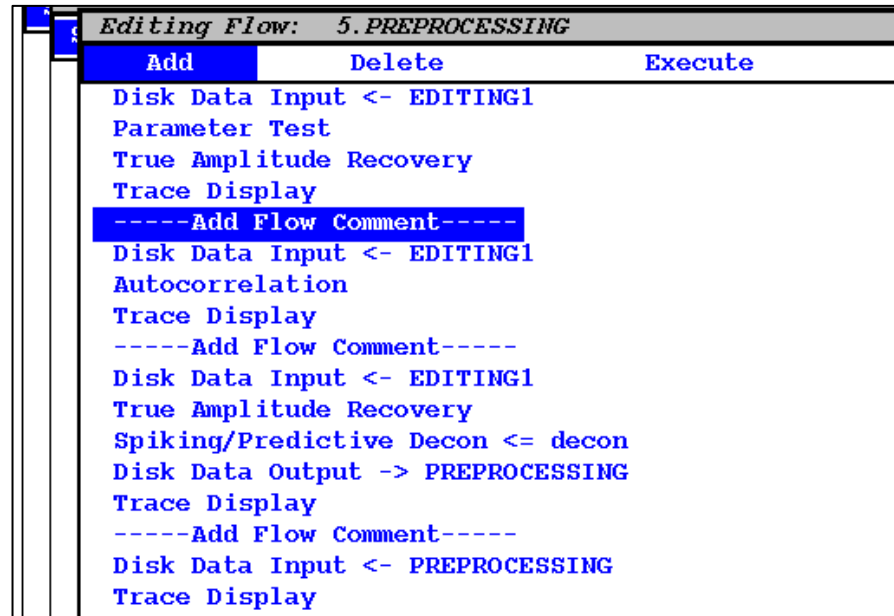 Editing Flow: 5.PREPROCESSING
Add Delete Execute
Disk Data Input <- EDITING1
Parameter Test
True Amplitude Recovery
Trace Display
-----Add Flow Comment-----
Disk Data Input <- EDITING1
Autocorrelation
Trace Display
-----Add Flow Comment-----
Disk Data Input <- EDITING1
True Amplitude Recovery
Spiking/Predictive Decon <= decon
Disk Data Output -> PREPROCESSING
Trace Display
-----Add Flow Comment-----
Disk Data Input <- PREPROCESSING
Trace Display